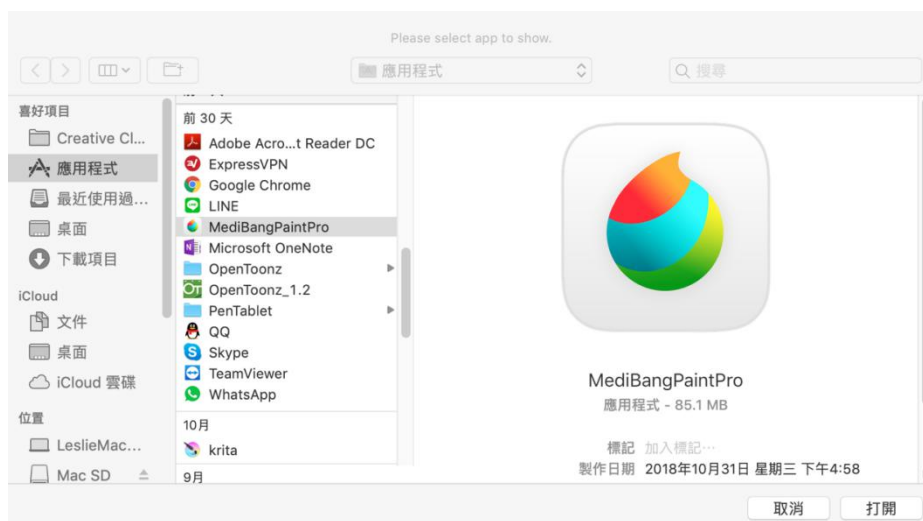 Please select app to show.
應用程式
搜尋
喜好項目
Creative Cl...
應用程式
最近使用過...
桌面
下載項目
iCloud
文件
桌面
iCloud 雲碟
位置
LeslieMac...
Mac SD
前 30 天
Adobe Acro...t Reader DC
ExpressVPN
Google Chrome
LINE
MediBangPaintPro
Microsoft OneNote
OpenToonz
OpenToonz_1.2
PenTablet
QQ
Skype
TeamViewer
WhatsApp
10月
krita
9月
MediBangPaintPro
應用程式 - 85.1 MB
標記 加入標記…
製作日期 2018年10月31日 星期三 下午4:58
取消
打開